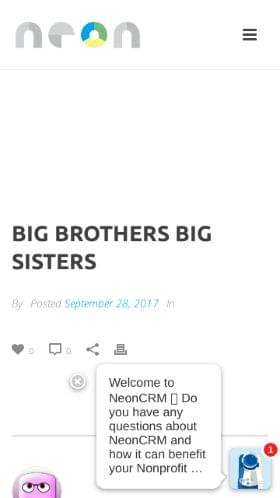 neon
BIG BROTHERS BIG
SISTERS
By Posted September 28, 2017 In
0 0
Welcome to
NeonCRM ▯ Do
you have any
questions about
NeonCRM and
how it can benefit
your Nonprofit ...
1